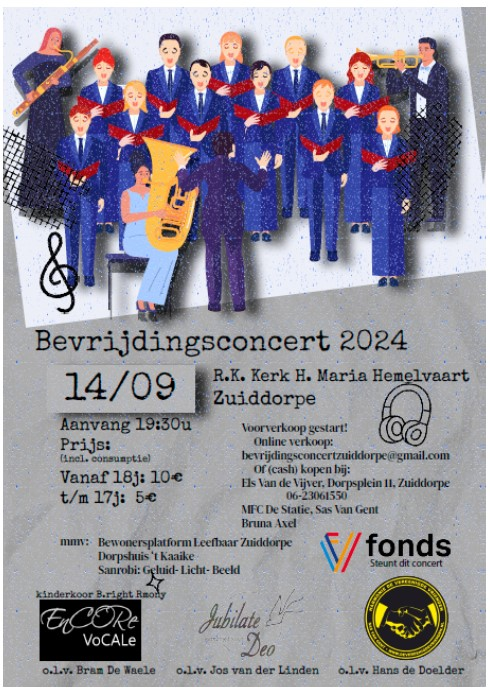 Bevrijdingsconcert 2024
14/09
R.K. Kerk H. Maria Hemelvaart
Zuiddorpe
Aanvang 19:30u
Prijs:
(incl. consumptie)
Vanaf 18j: 10€
t/m 17j: 5€
Voorverkoop gestart!
Online verkoop:
bevrijdingsconcertzuiddorpe@gmail.com
Of (cash) kopen bij:
Els Van de Vijver, Dorpsplein 11, Zuiddorpe
06-23061550
MFC De Statie, Sas Van Gent
Bruna Axel
mmv: Bewonersplatform Leefbaar Zuiddorpe
Dorpshuis 't Kaaike
Sanrobi: Geluid- Licht- Beeld
fonds
Steunt dit concert
kinderkoor B.right Rmony
EnCORe
VoCALe
Jubilate
Deo
o.l.v. Bram De Waele
o.l.v. Jos van der Linden
o.l.v. Hans de Doelder